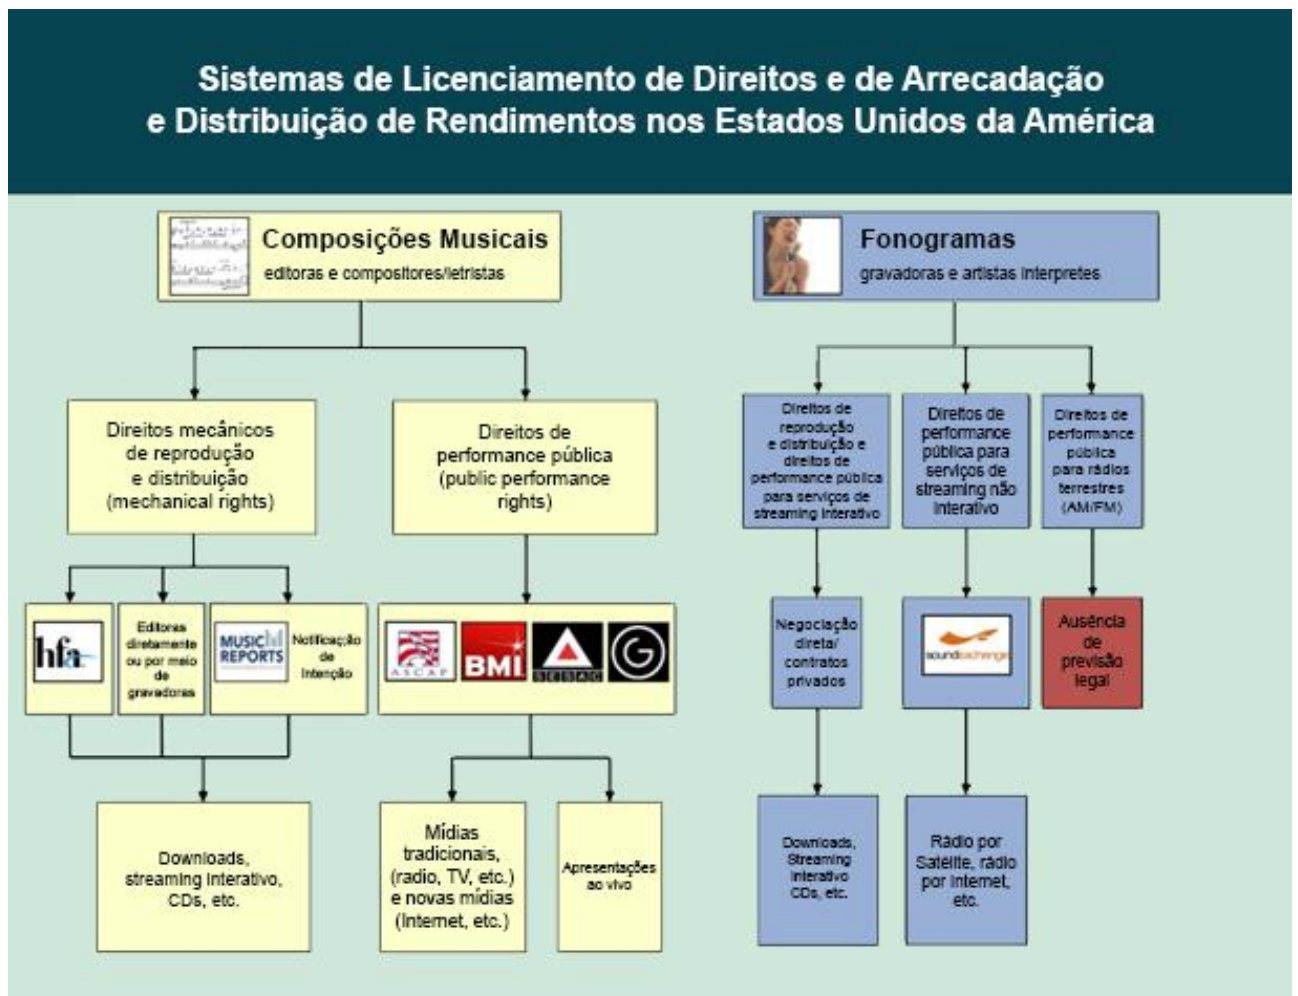 Sistemas de Licenciamento de Direitos e de Arrecadação
e Distribuição de Rendimentos nos Estados Unidos da América
Composições Musicais
editoras e compositores/letristas
Fonogramas
gravadoras e artistas interpretes
Direitos mecânicos
de reprodução
e distribuição
(mechanical rights)
Direitos de
performance pública
(public performance
rights)
Direitos de
reprodução
e distribuição e
direitos de
performance pública
para serviços de
streaming interativo
Direitos de
performance
pública para
serviços de
streaming não
interativo
Direitos de
performance
pública
para rádios
terrestres
(AM/FM)
hfa
Editoras
diretamente
ou por meio
de
gravadoras
MUSIC
REPORTS
Notificação
de
Intenção
ASCAP
BMI
SESAC
G
Negociação
direta/
contratos
privados
soundexchange
Ausência
de
previsão
legal
Downloads,
streaming interativo,
CDs, etc.
Mídias
tradicionais,
(radio, TV, etc.)
e novas mídias
(Internet, etc.)
Apresentações
ao vivo
Downloads,
Streaming
Interativo
CDs, etc.
Rádio por
Satélite, rádio
por Internet,
etc.